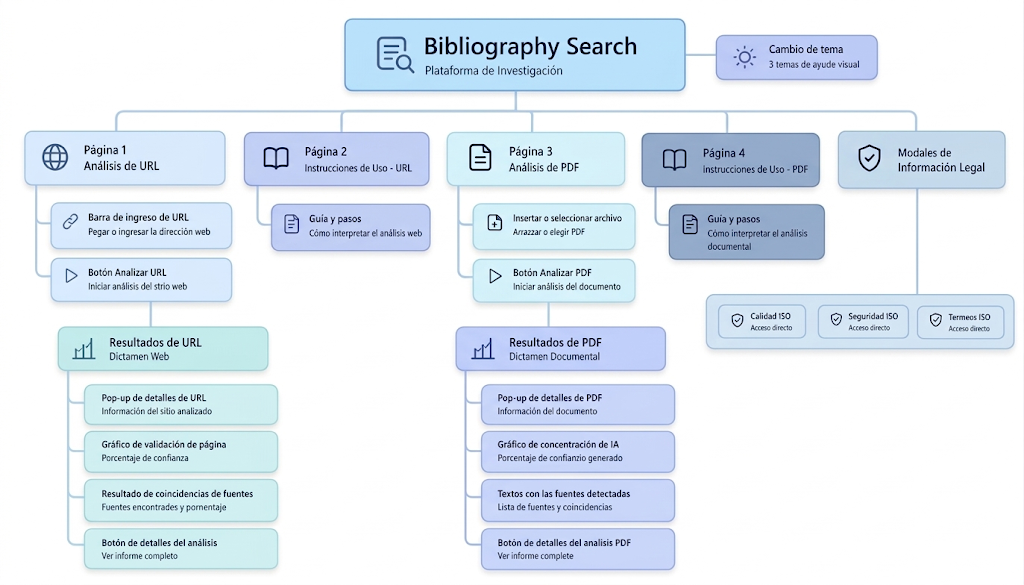 Bibliography Search
Plataforma de Investigación
Cambio de tema
3 temas de ayude visual
Página 1
Análisis de URL
Barra de ingreso de URL
Pegar o ingresar la dirección web
Botón Analizar URL
Iniciar análisis del strio web
Resultados de URL
Dictamen Web
Pop-up de detalles de URL
Información del sitio analizado
Gráfico de validación de página
Porcentaje de confianza
Resultado de coincidencias de fuentes
Fuentes encontrades y pornentaje
Botón de detalles del análisis
Ver informe completo
Página 2
Instrucciones de Uso - URL
Guía y pasos
Cómo interpretar el análisis web
Página 3
Análisis de PDF
Insertar o seleccionar archivo
Arrazzar o elegir PDF
Botón Analizar PDF
Iniciar análisis del documento
Resultados de PDF
Dictamen Documental
Pop-up de detalles de PDF
Información del documento
Gráfico de concentración de IA
Porcentaje de confianzio generado
Textos con las fuentes detectadas
Lista de fuentes y coincidencias
Botón de detalles del analisis PDF
Ver informe complete
Página 4
Instrucciones de Uso - PDF
Guía y pasos
Cómo interpretar el análisis
documental
Modales de
Información Legal
Calidad ISO
Acceso directo
Seguridad ISO
Acceso directo
Termeos ISO
Acceso directo